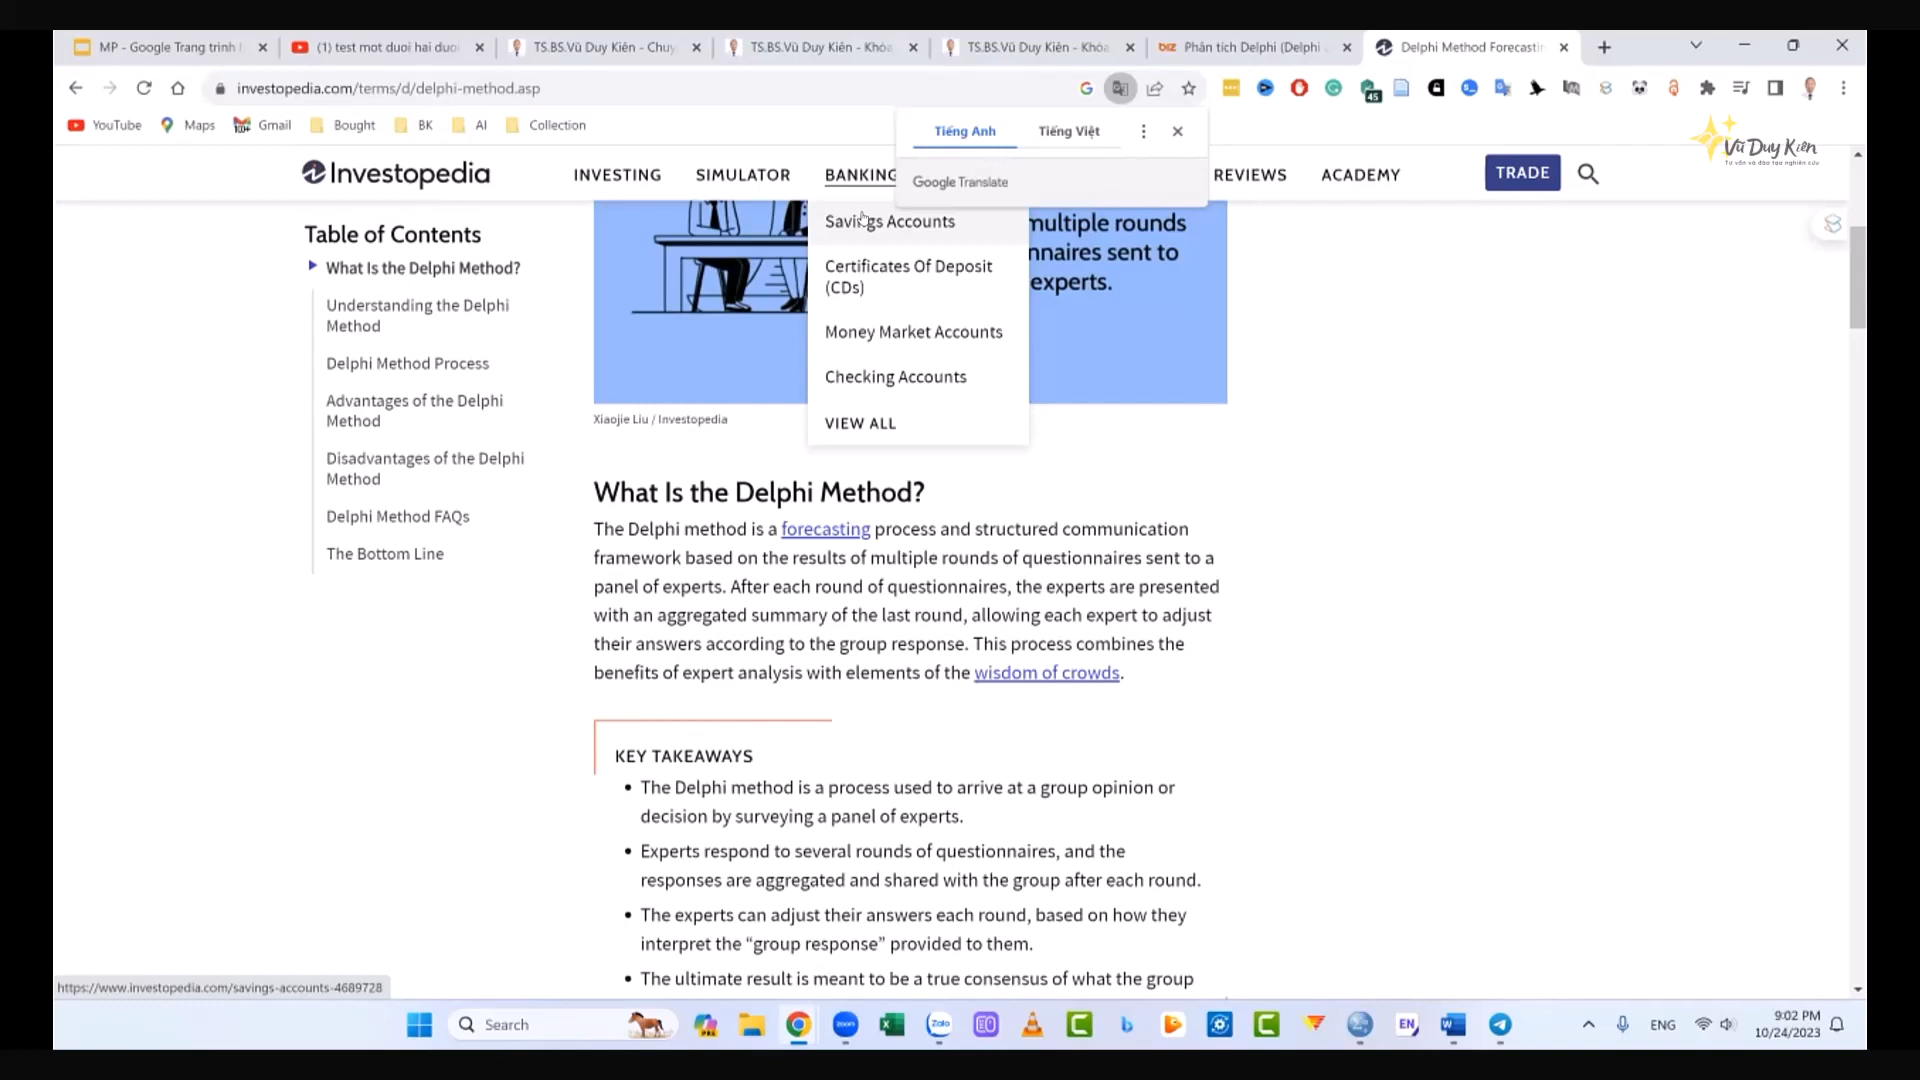 MP - Google Trang trình
(1) test mot duoi hai duo
TS.BS.Vũ Duy Kiên - Chuy
TS.BS.Vũ Duy Kiên - Khóa
TS.BS.Vũ Duy Kiên - Khóa
BIZ Phân tích Delphi (Delphi
Delphi Method Forecastin
investopedia.com/terms/d/delphi-method.asp
45
YouTube
Maps
Gmail
Bought
BK
AI
Collection
Tiếng Anh
Tiếng Việt
Google Translate
Vũ Duy Kiên
Tư vấn và đào tạo nghiên cứu
Investopedia
INVESTING
SIMULATOR
BANKING
REVIEWS
ACADEMY
TRADE
Savings Accounts
Certificates Of Deposit
(CDs)
Money Market Accounts
Checking Accounts
VIEW ALL
multiple rounds
nnaires sent to
experts.
Table of Contents
What Is the Delphi Method?
Understanding the Delphi
Method
Delphi Method Process
Advantages of the Delphi
Method
Disadvantages of the Delphi
Method
Delphi Method FAQs
The Bottom Line
Xiaojie Liu / Investopedia
What Is the Delphi Method?
The Delphi method is a forecasting process and structured communication
framework based on the results of multiple rounds of questionnaires sent to a
panel of experts. After each round of questionnaires, the experts are presented
with an aggregated summary of the last round, allowing each expert to adjust
their answers according to the group response. This process combines the
benefits of expert analysis with elements of the wisdom of crowds.
KEY TAKEAWAYS
• The Delphi method is a process used to arrive at a group opinion or
decision by surveying a panel of experts.
• Experts respond to several rounds of questionnaires, and the
responses are aggregated and shared with the group after each round.
• The experts can adjust their answers each round, based on how they
interpret the “group response” provided to them.
• The ultimate result is meant to be a true consensus of what the group
https://www.investopedia.com/savings-accounts-4689728
Search
zoom
Zalo
EN
ENG
9:02 PM
10/24/2023